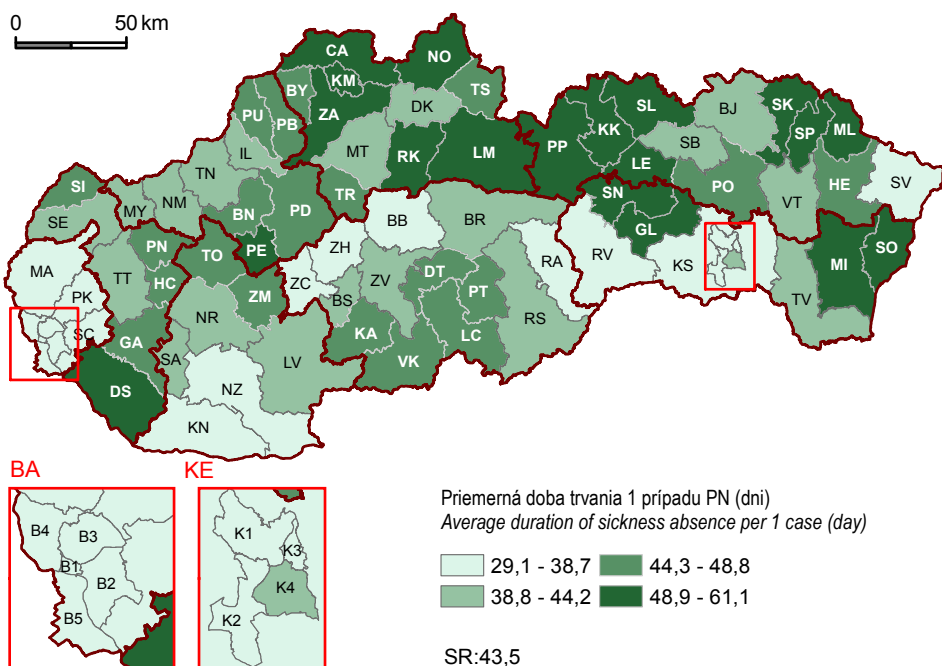 0 50 km
CA
NO
KM
BY
TS
ZA
DK
PU
PB
SL
BJ
SK
SP
ML
IL
MT
RK
LM
PP
KK
SB
LE
TN
PO
HE
SV
SI
NM
MY
BN
PD
TR
SN
VT
SE
PN
TO
PE
BB
BR
GL
SO
MA
TT
HC
ZH
RA
RV
KS
MI
ZC
ZM
BS
ZV
DT
PT
TV
PK
SC
GA
NR
SA
KA
LC
RS
VK
LV
DS
NZ
KN
BA
KE
B4
B3
B1
B2
B5
K1
K3
K4
K2
Priemerná doba trvania 1 prípadu PN (dni)
Average duration of sickness absence per 1 case (day)
29,1 - 38,7
44,3 - 48,8
38,8 - 44,2
48,9 - 61,1
SR:43,5